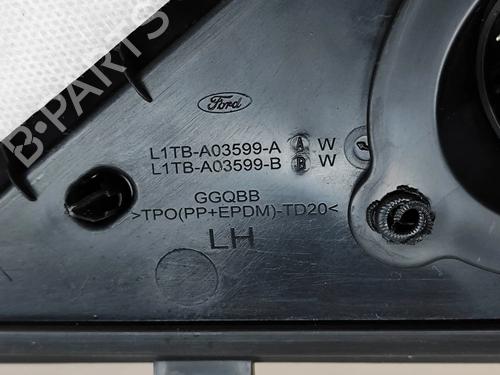 B-PARTS
Ford
L1TB-A03599-A A W
L1TB-A03599-B B W
GGQBB
>TPO(PP+EPDM)-TD20<
LH